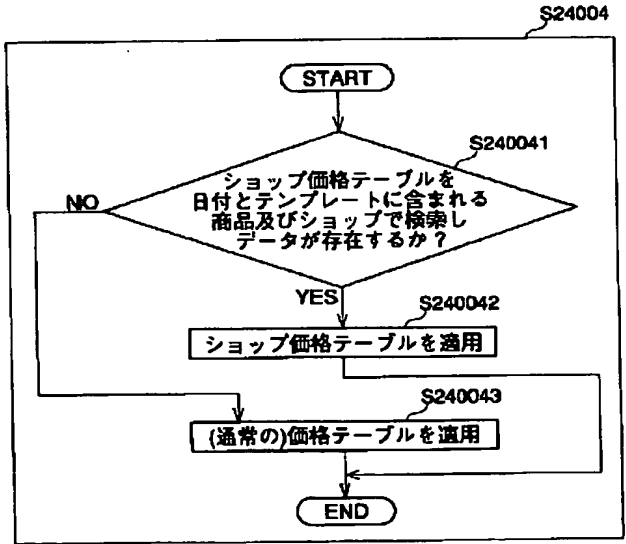 S24004
START
S240041
ショップ価格テーブルを
日付とテンプレートに含まれる
商品及びショップで検索し
データが存在するか？
NO
YES
S240042
ショップ価格テーブルを適用
S240043
(通常の)価格テーブルを適用
END